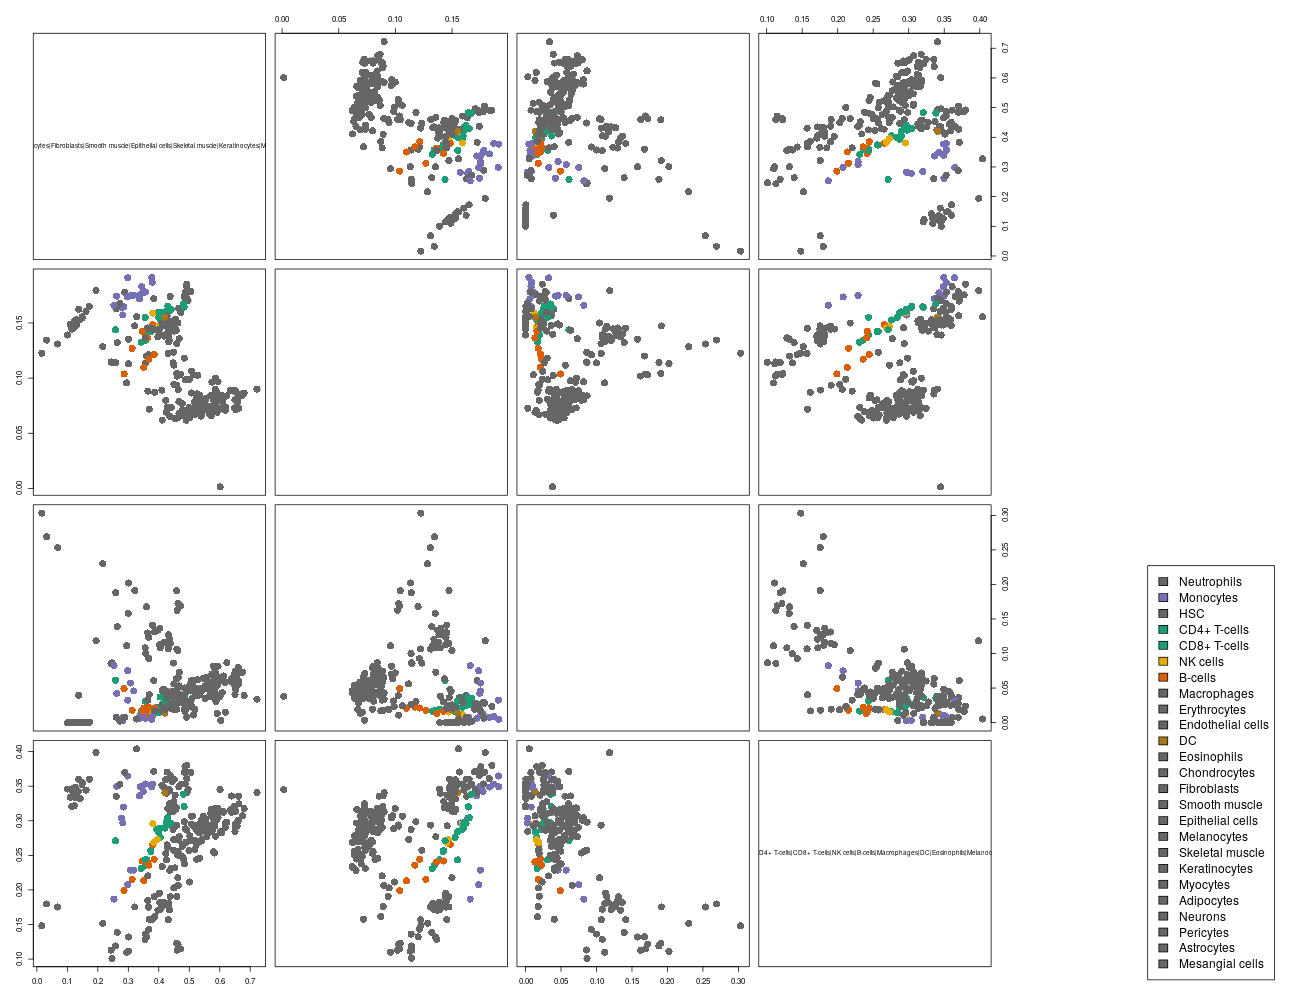 0.00 0.05 0.10 0.15
0.10 0.15 0.20 0.25 0.30 0.35 0.40
0.0 0.1 0.2 0.3 0.4 0.5 0.6 0.7
cytes|Fibroblasts|Smooth muscle|Epithelial cells|Skeletal muscle|Keratinocytes|M
0.00 0.05 0.10 0.15
0.00 0.05 0.10 0.15 0.20 0.25 0.30
0.10 0.15 0.20 0.25 0.30 0.35 0.40
D4+ T-cells|CD8+ T-cells|NK cells|B-cells|Macrophages|DC|Eosinophils|Melanoc
0.0 0.1 0.2 0.3 0.4 0.5 0.6 0.7
0.00 0.05 0.10 0.15 0.20 0.25 0.30
Neutrophils
Monocytes
HSC
CD4+ T-cells
CD8+ T-cells
NK cells
B-cells
Macrophages
Erythrocytes
Endothelial cells
DC
Eosinophils
Chondrocytes
Fibroblasts
Smooth muscle
Epithelial cells
Melanocytes
Skeletal muscle
Keratinocytes
Myocytes
Adipocytes
Neurons
Pericytes
Astrocytes
Mesangial cells